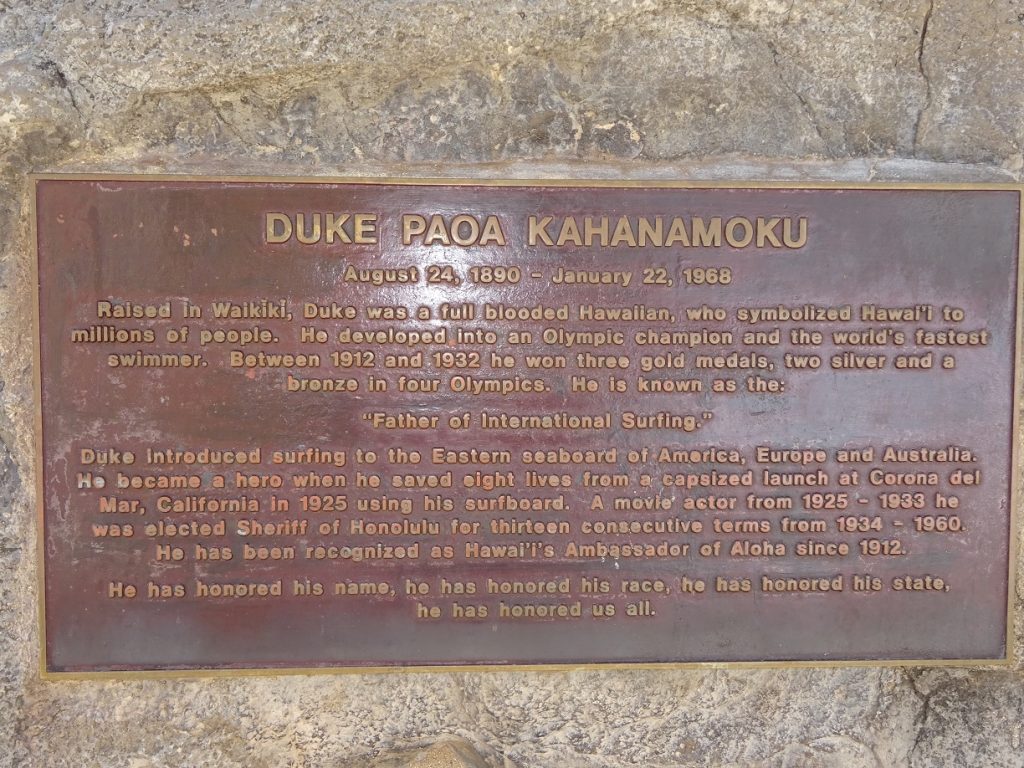 DUKE PAOA KAHANAMOKU
August 24, 1890 - January 22, 1968
Raised in Waikiki, Duke was a full blooded Hawaiian, who symbolized Hawai'i to
millions of people. He developed into an Olympic champion and the world's fastest
swimmer. Between 1912 and 1932 he won three gold medals, two silver and a
bronze in four Olympics. He is known as the:
"Father of International Surfing."
Duke introduced surfing to the Eastern seaboard of America, Europe and Australia.
He became a hero when he saved eight lives from a capsized launch at Corona del
Mar, California in 1925 using his surfboard. A movie actor from 1925 - 1933 he
was elected Sheriff of Honolulu for thirteen consecutive terms from 1934 - 1960.
He has been recognized as Hawai'i's Ambassador of Aloha since 1912.
He has honored his name, he has honored his race, he has honored his state,
he has honored us all.